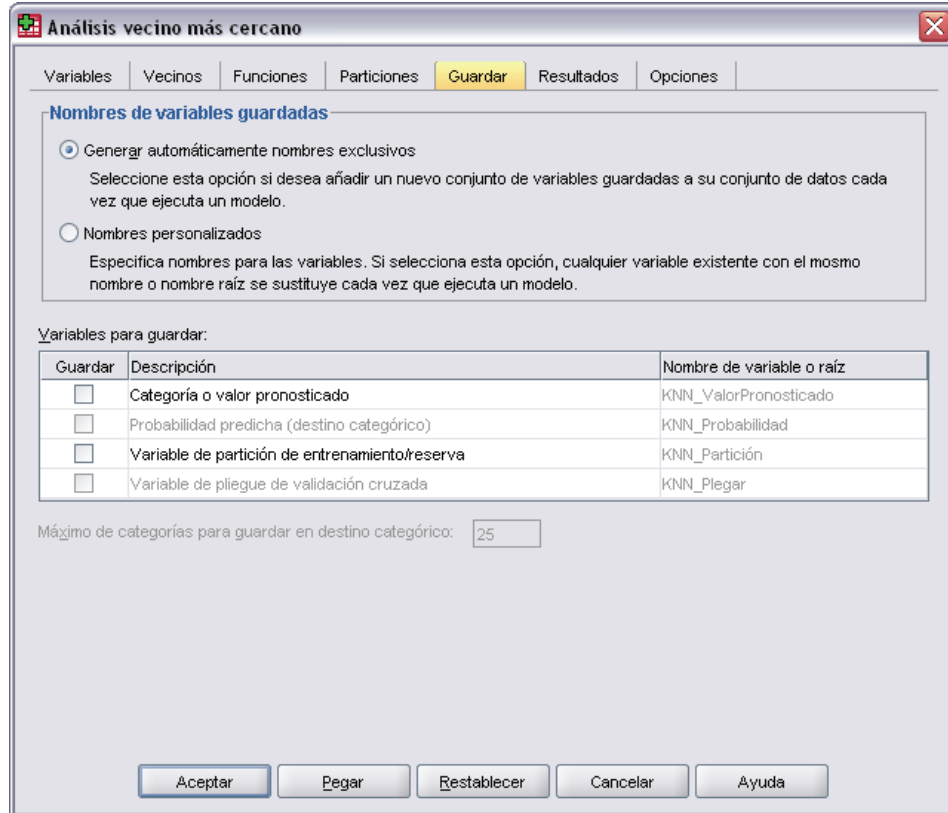 Análisis vecino más cercano
Variables Vecinos Funciones Particiones Guardar Resultados Opciones
Nombres de variables guardadas
Generar automáticamente nombres exclusivos
Seleccione esta opción si desea añadir un nuevo conjunto de variables guardadas a su conjunto de datos cada
vez que ejecuta un modelo.
Nombres personalizados
Especifica nombres para las variables. Si selecciona esta opción, cualquier variable existente con el mosmo
nombre o nombre raíz se sustituye cada vez que ejecuta un modelo.
Variables para guardar:
Guardar Descripción Nombre de variable o raíz
Categoría o valor pronosticado KNN_ValorPronosticado
Probabilidad predicha (destino categórico) KNN_Probabilidad
Variable de partición de entrenamiento/reserva KNN_Partición
Variable de pliegue de validación cruzada KNN_Plegar
Máximo de categorías para guardar en destino categórico: 25
Aceptar Pegar Restablecer Cancelar Ayuda